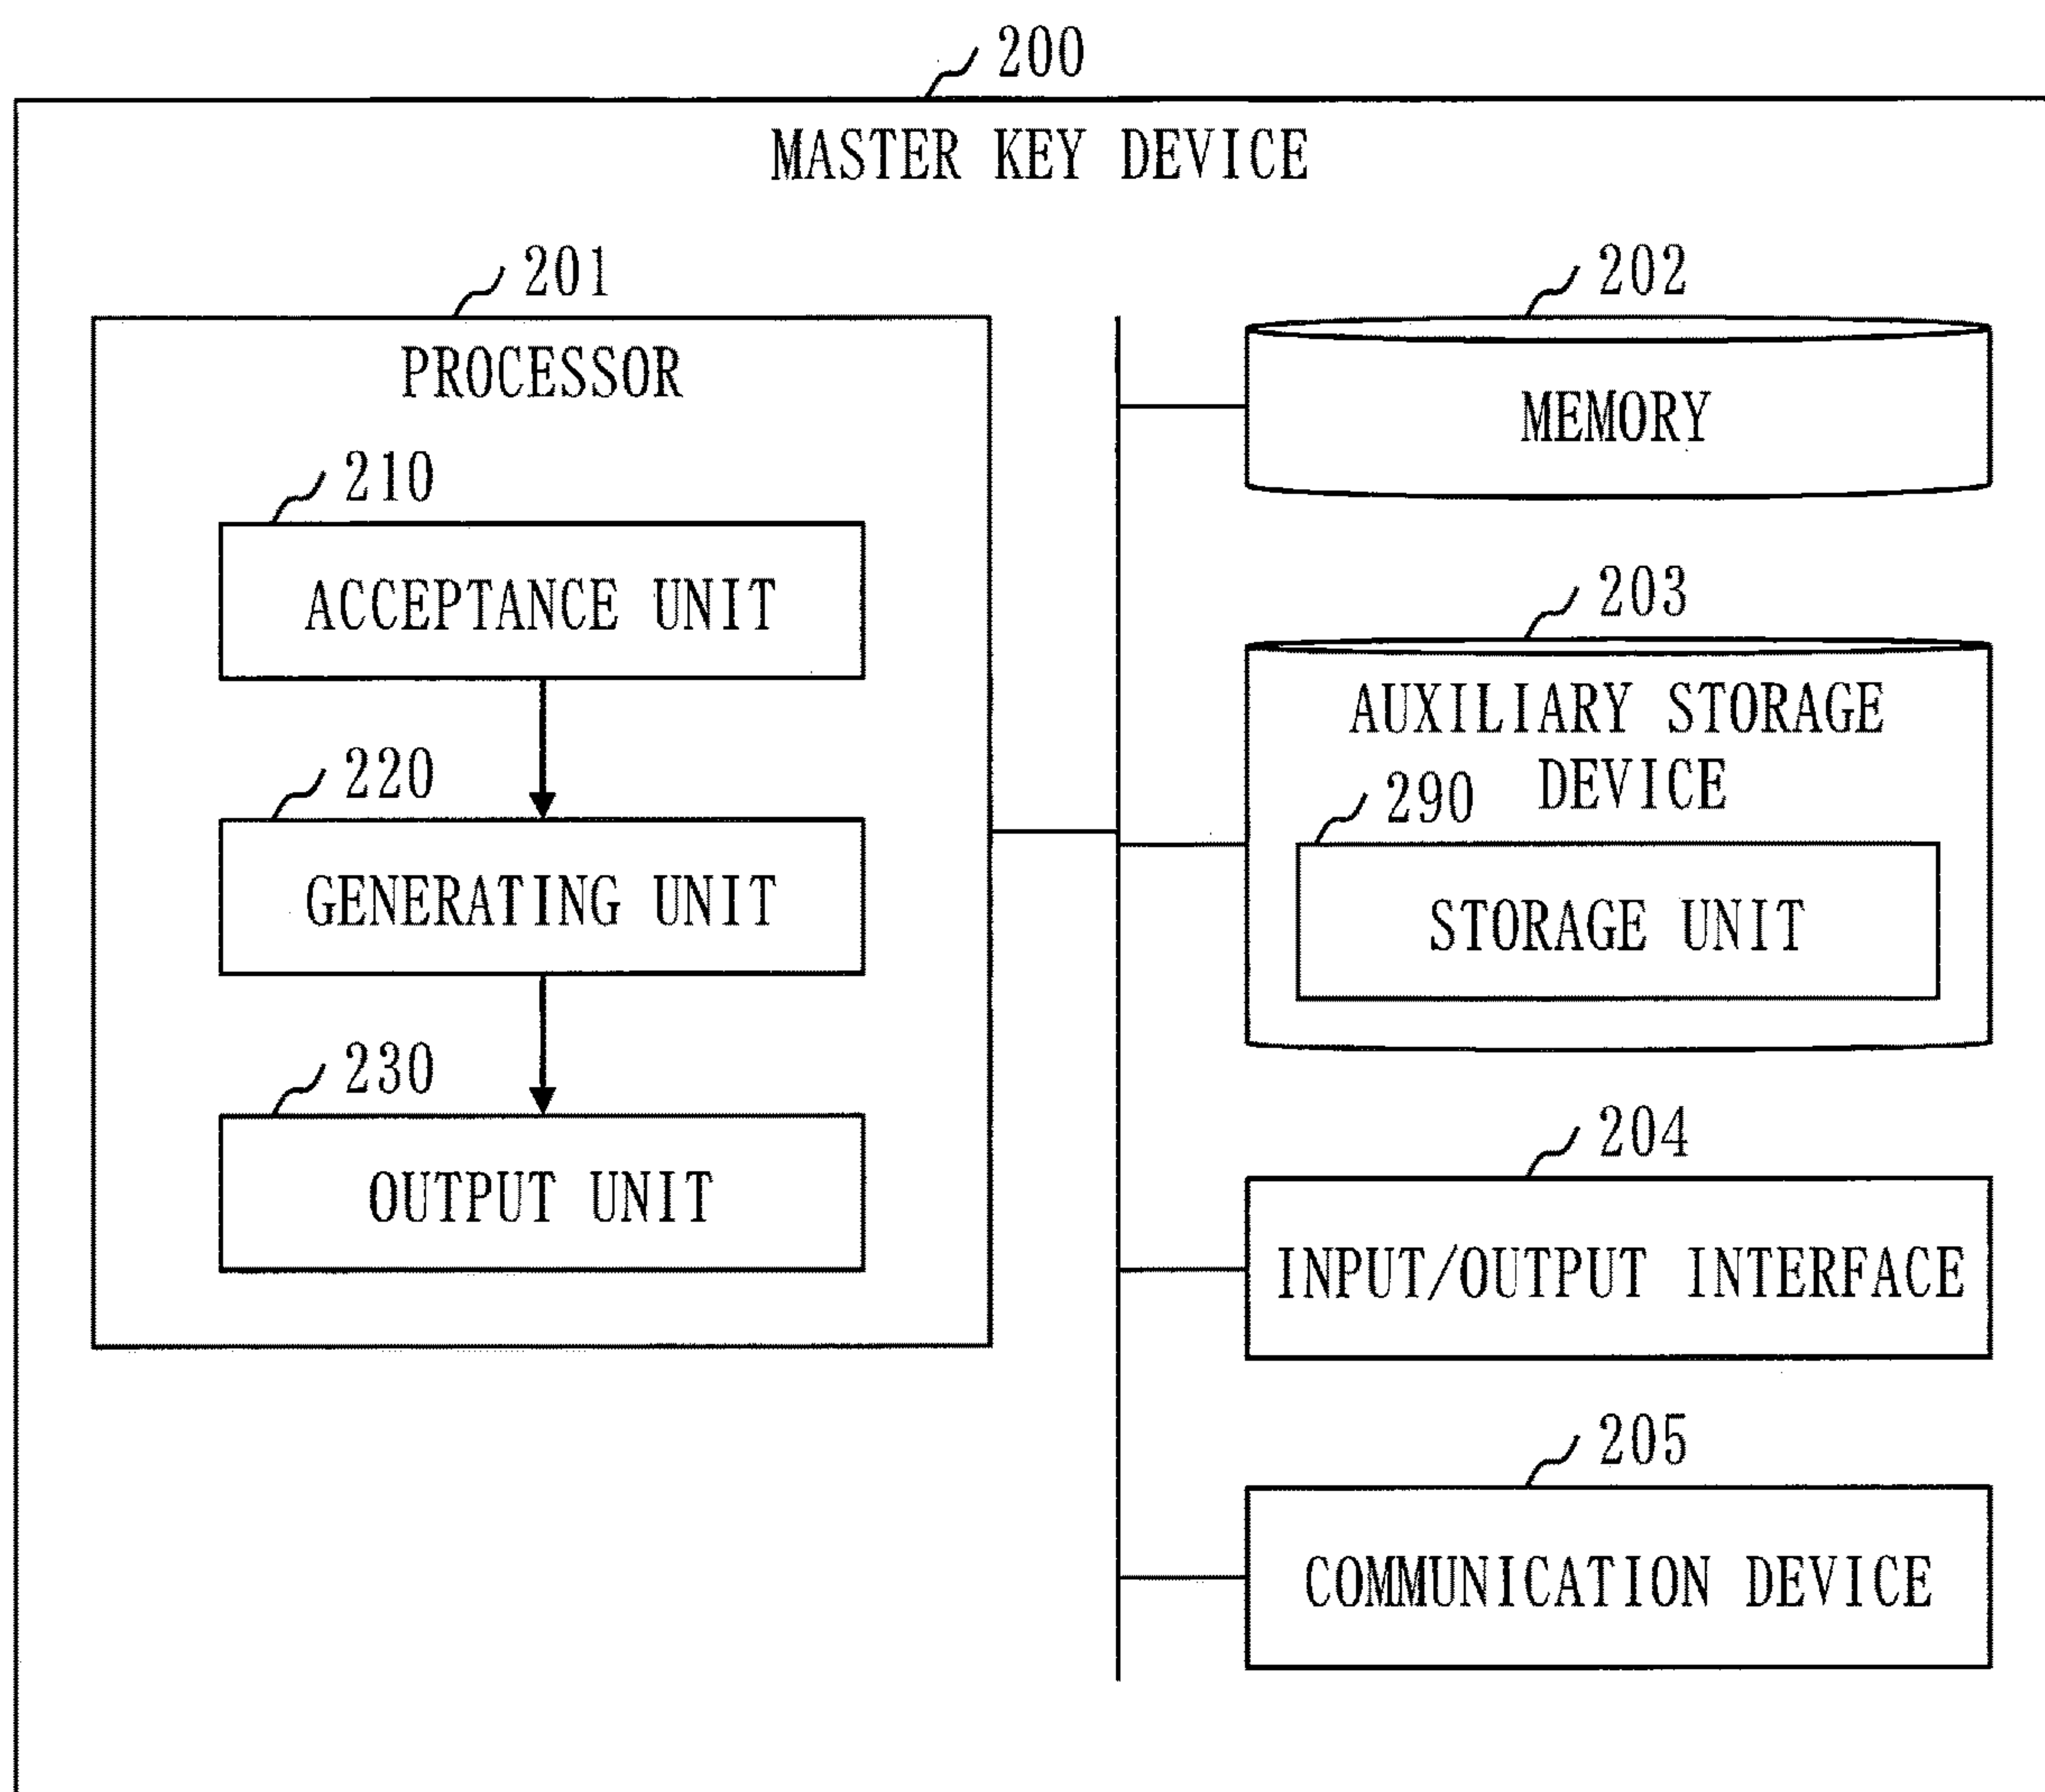 200
MASTER KEY DEVICE
201
PROCESSOR
210
ACCEPTANCE UNIT
220
GENERATING UNIT
230
OUTPUT UNIT
202
MEMORY
203
AUXILIARY STORAGE
DEVICE
290
STORAGE UNIT
204
INPUT/OUTPUT INTERFACE
205
COMMUNICATION DEVICE